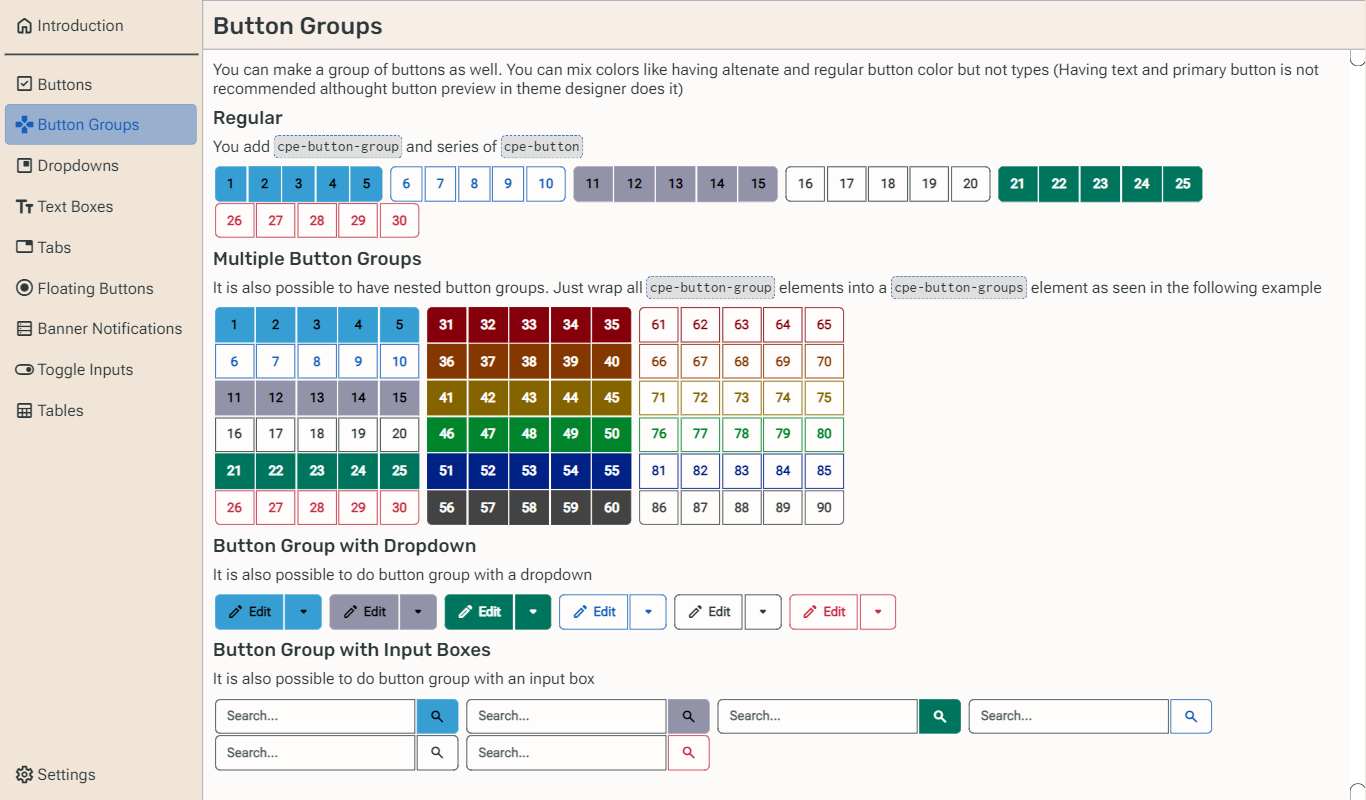 Introduction
Buttons
Button Groups
Dropdowns
Text Boxes
Tabs
Floating Buttons
Banner Notifications
Toggle Inputs
Tables
Settings
Button Groups
You can make a group of buttons as well. You can mix colors like having altenate and regular button color but not types (Having text and primary button is not
recommended althought button preview in theme designer does it)
Regular
You add cpe-button-group and series of cpe-button
1 2 3 4 5 6 7 8 9 10 11 12 13 14 15 16 17 18 19 20 21 22 23 24 25
26 27 28 29 30
Multiple Button Groups
It is also possible to have nested button groups. Just wrap all cpe-button-group elements into a cpe-button-groups element as seen in the following example
1 2 3 4 5 31 32 33 34 35 61 62 63 64 65
6 7 8 9 10 36 37 38 39 40 66 67 68 69 70
11 12 13 14 15 41 42 43 44 45 71 72 73 74 75
16 17 18 19 20 46 47 48 49 50 76 77 78 79 80
21 22 23 24 25 51 52 53 54 55 81 82 83 84 85
26 27 28 29 30 56 57 58 59 60 86 87 88 89 90
Button Group with Dropdown
It is also possible to do button group with a dropdown
Edit Edit Edit Edit Edit Edit
Button Group with Input Boxes
It is also possible to do button group with an input box
Search... Search... Search... Search...
Search... Search...